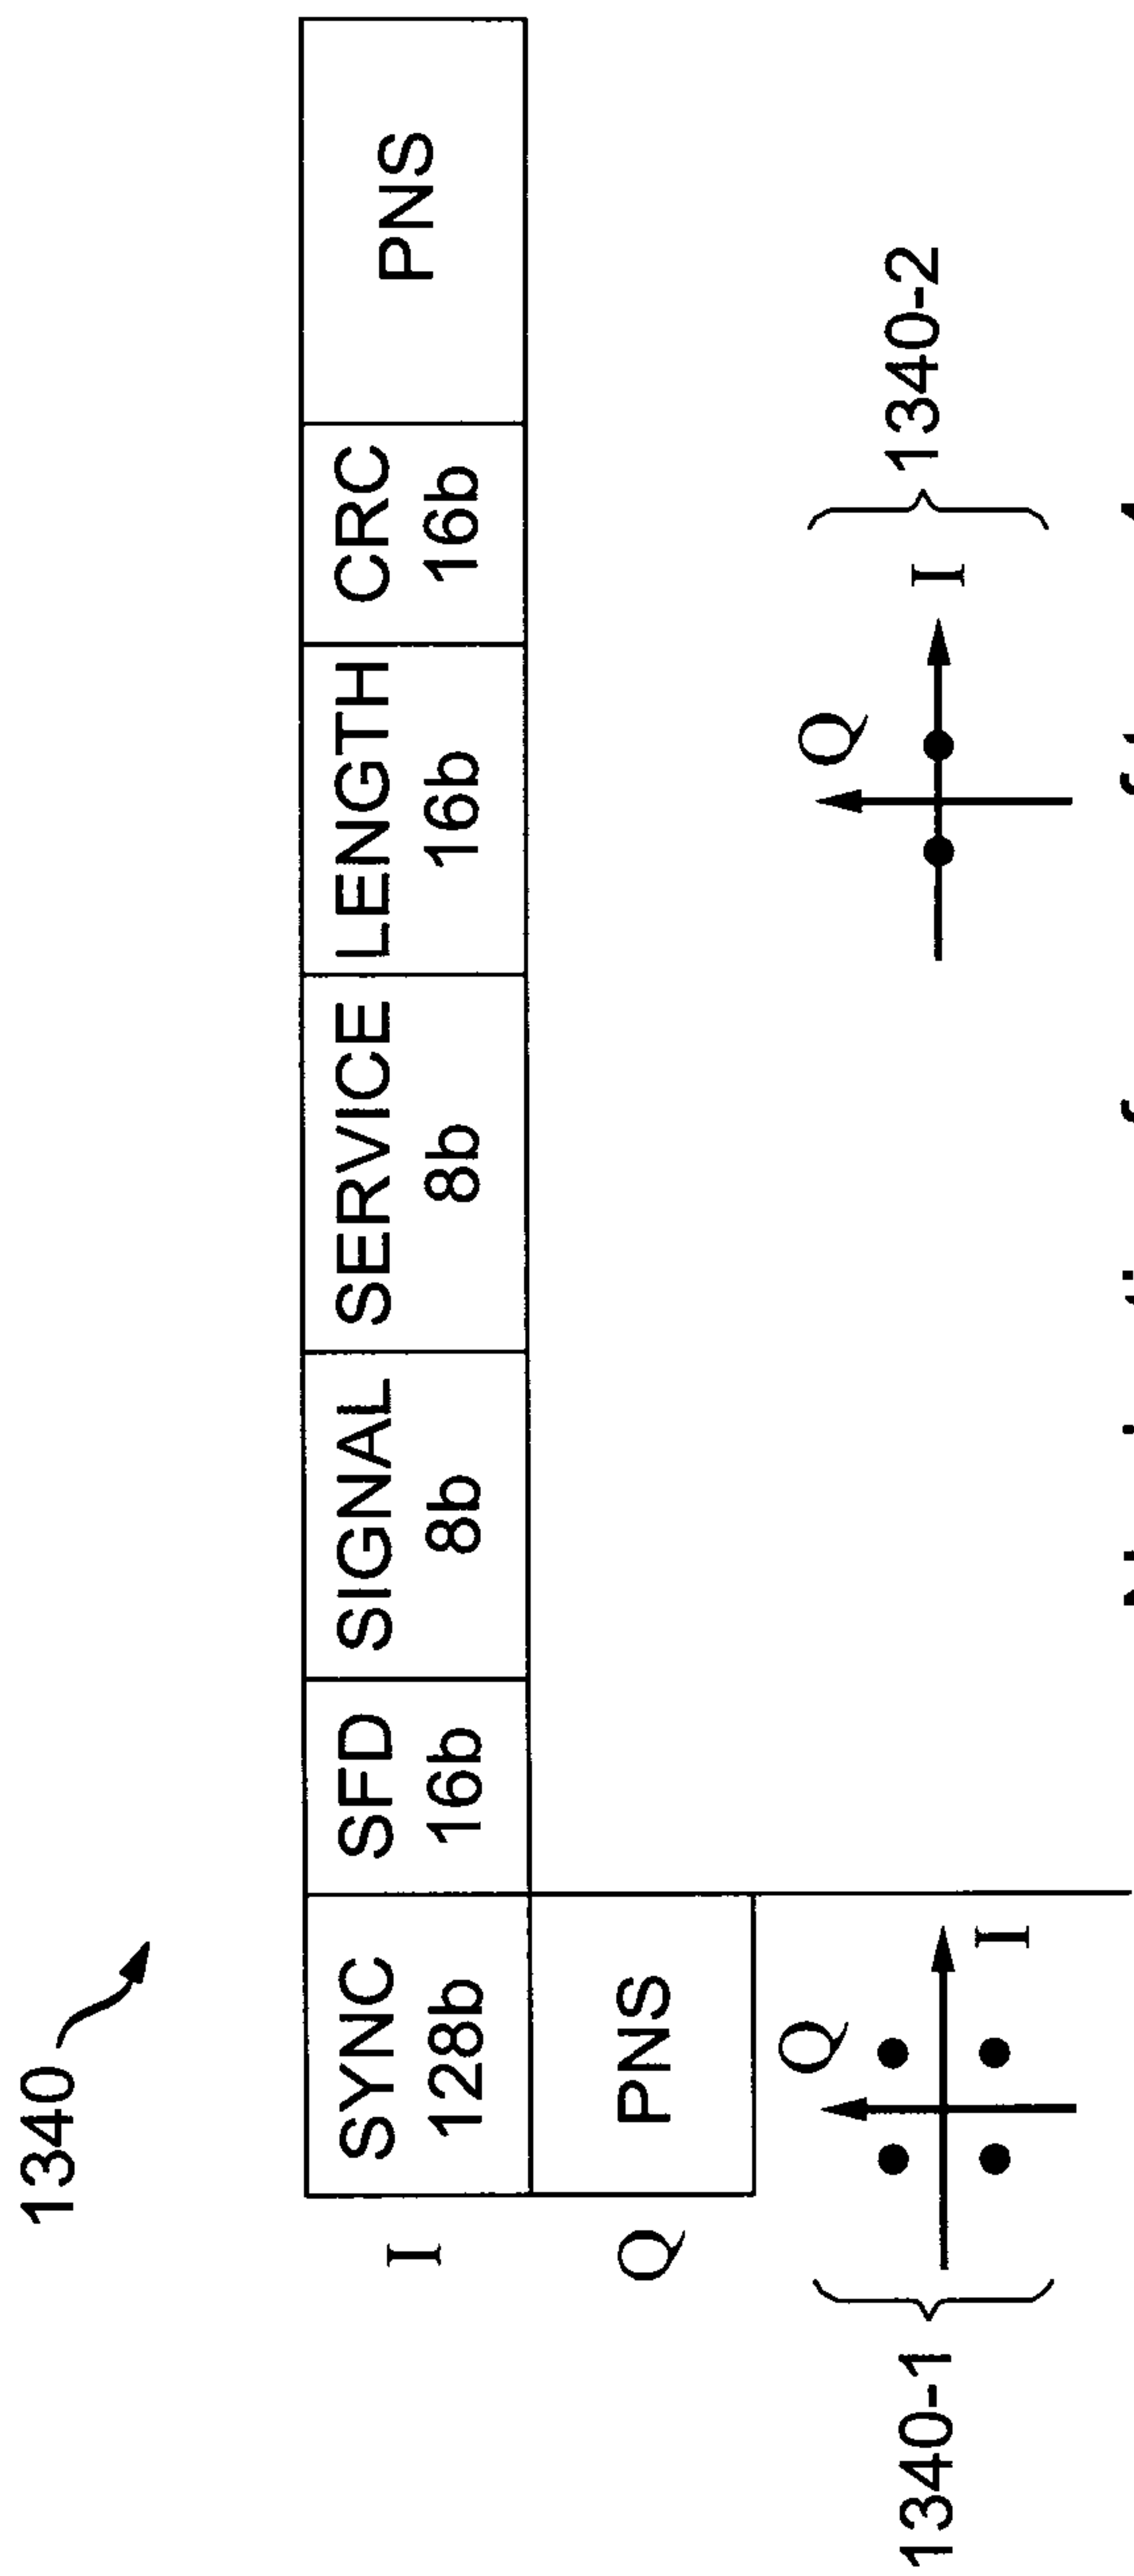 1340
I
SYNC
128b
SFD
16b
SIGNAL
8b
SERVICE
8b
LENGTH
16b
CRC
16b
PNS
Q
PNS
1340-1
Q
I
Q
I
1340-2